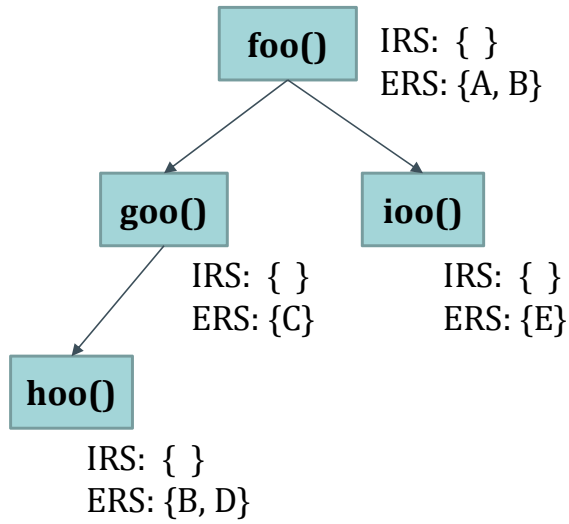 foo()
IRS: { }
ERS: {A, B}
goo()
ioo()
IRS: { }
ERS: {C}
IRS: { }
ERS: {E}
hoo()
IRS: { }
ERS: {B, D}